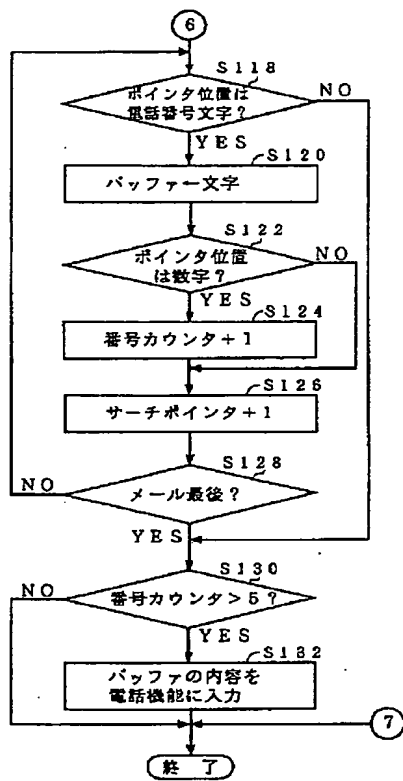 6
S118
ポインタ位置は
電話番号文字?
NO
YES
S120
バッファー文字
S122
ポインタ位置
は数字?
NO
YES
S124
番号カウンタ+1
S126
サーチポインタ+1
S128
メール最後?
NO
YES
S130
番号カウンタ>5?
NO
YES
S132
バッファの内容を
電話機能に入力
7
終了